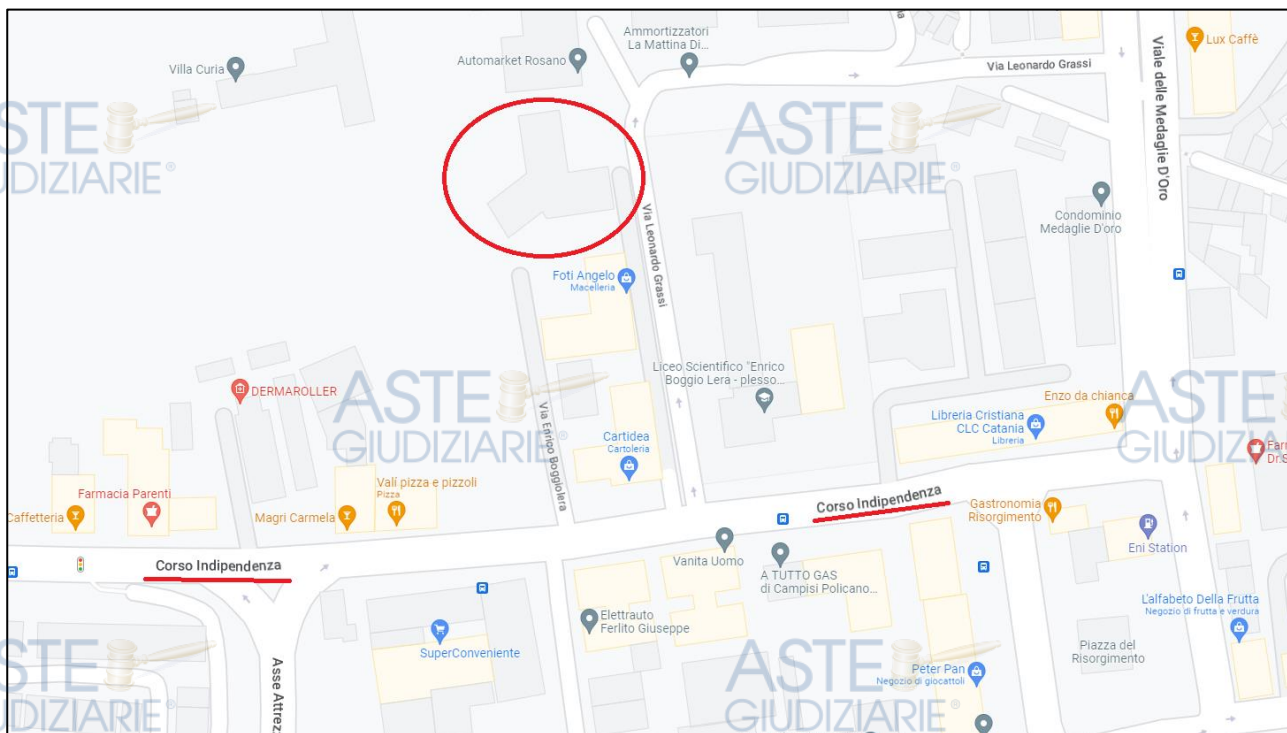 Ammortizzatori
La Mattina Di...
Lux Caffè
Automarket Rosano
Villa Curia
Via Leonardo Grassi
Viale delle Medaglie D'Oro
ASTE
GIUDIZIARIE®
ASTE
GIUDIZIARIE®
Condominio
Medaglie D'oro
Via Leonardo Grassi
Foti Angelo
Macelleria
Liceo Scientifico "Enrico
Boggio Lera - plesso...
DERMAROLLER
ASTE
GIUDIZIARIE®
ASTE
GIUDIZIARIE
Enzo da chianca
Libreria Cristiana
CLC Catania
Libreria
Via Enrico Boggiolera
Cartidea
Cartoleria
Farmacia Parenti
Valí pizza e pizzoli
Pizza
Caffetteria
Magri Carmela
Corso Indipendenza
Gastronomia
Risorgimento
Eni Station
Corso Indipendenza
Vanita Uomo
A TUTTO GAS
di Campisi Policano...
L'alfabeto Della Frutta
Negozio di frutta e verdura
Elettrauto
Ferlito Giuseppe
SuperConveniente
Piazza del
Risorgimento
Peter Pan
Negozio di giocattoli
Asse Attrez
ASTE
GIUDIZIARIE®
ASTE
GIUDIZIARIE®